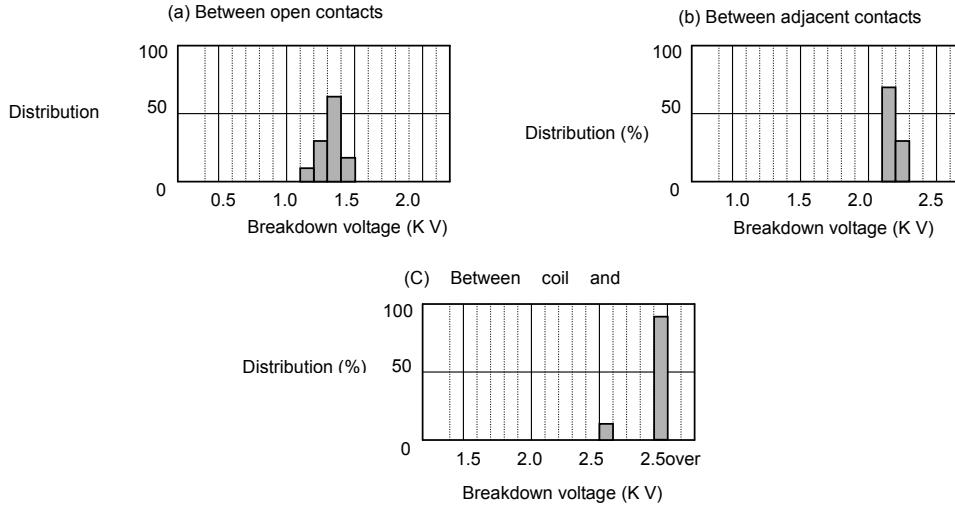 (a) Between open contacts
100
Distribution
50
0
0.5 1.0 1.5 2.0
Breakdown voltage (K V)
(b) Between adjacent contacts
100
50
Distribution (%)
0
1.0 1.5 2.0 2.5
Breakdown voltage (K V)
(C) Between coil and
100
Distribution (%)
50
0
1.5 2.0 2.5 2.5over
Breakdown voltage (K V)